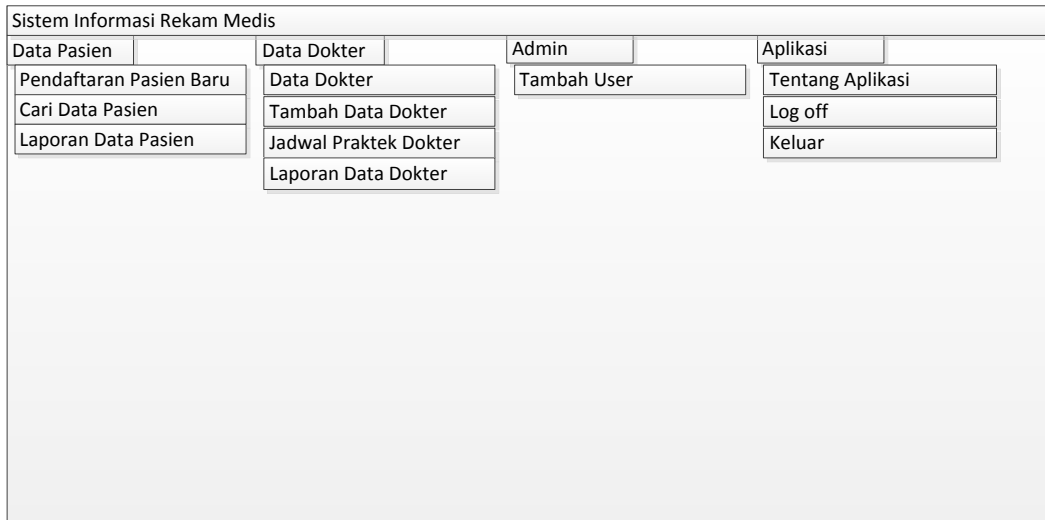 Sistem Informasi Rekam Medis
Data Pasien
Pendaftaran Pasien Baru
Cari Data Pasien
Laporan Data Pasien
Data Dokter
Data Dokter
Tambah Data Dokter
Jadwal Praktek Dokter
Laporan Data Dokter
Admin
Tambah User
Aplikasi
Tentang Aplikasi
Log off
Keluar